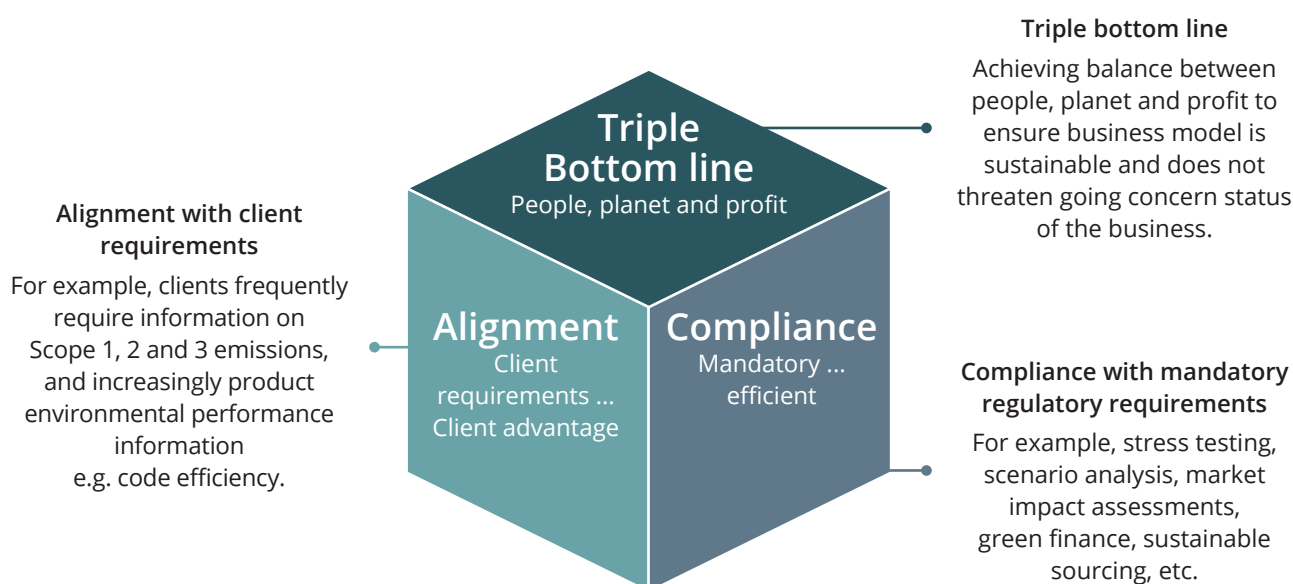 Triple bottom line
Achieving balance between
people, planet and profit to
ensure business model is
sustainable and does not
threaten going concern status
of the business.
Triple
Bottom line
People, planet and profit
Alignment with client
requirements
For example, clients frequently
require information on
Scope 1, 2 and 3 emissions,
and increasingly product
environmental performance
information
e.g. code efficiency.
Alignment
Client
requirements ...
Client advantage
Compliance
Mandatory ...
efficient
Compliance with mandatory
regulatory requirements
For example, stress testing,
scenario analysis, market
impact assessments,
green finance, sustainable
sourcing, etc.